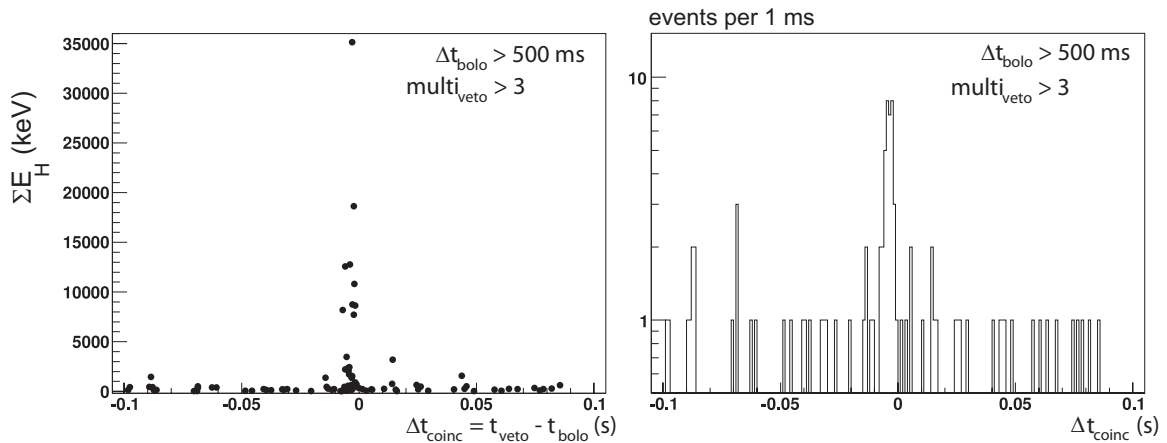 ΣE_H (keV)
35000
30000
25000
20000
15000
10000
5000
0
Δt_bolo > 500 ms
multi_veto > 3
-0.1 -0.05 0 0.05 0.1
Δt_coinc = t_veto - t_bolo (s)
events per 1 ms
10
1
Δt_bolo > 500 ms
multi_veto > 3
-0.1 -0.05 0 0.05 0.1
Δt_coinc (s)